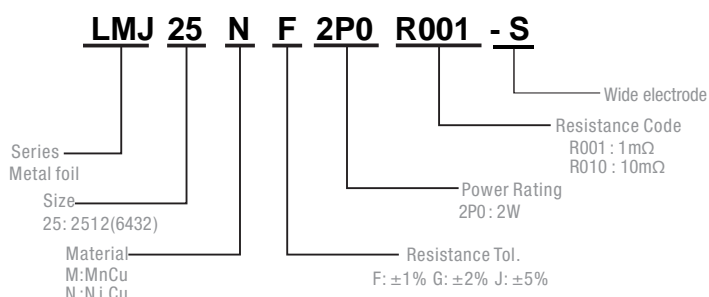 LMJ 25 N F 2P0 R001 - S
Wide electrode
Resistance Code
R001 : 1mΩ
R010 : 10mΩ
Series
Metal foil
Power Rating
2P0 : 2W
Size
25: 2512(6432)
Material
M:MnCu
N:NiCu
Resistance Tol.
F: ±1% G: ±2% J: ±5%